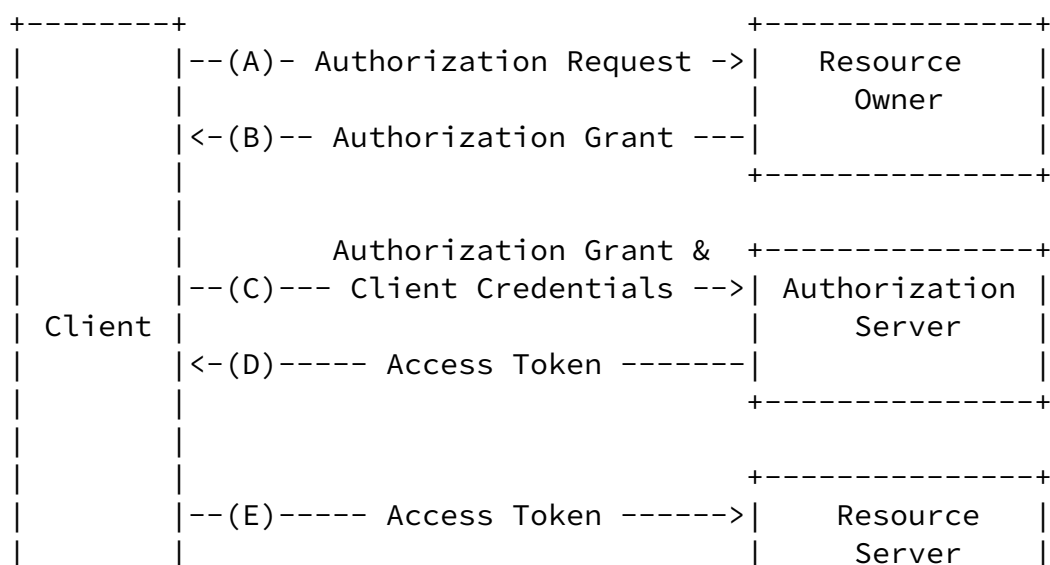 +--------+                               +---------------+
|        |--(A)- Authorization Request ->|   Resource    |
|        |                               |     Owner     |
|        |<-(B)-- Authorization Grant ---|               |
|        |                               +---------------+
|        |
|        |        Authorization Grant &  +---------------+
|        |--(C)--- Client Credentials -->| Authorization |
| Client |                               |     Server    |
|        |<-(D)----- Access Token -------|               |
|        |                               +---------------+
|        |
|        |                               +---------------+
|        |--(E)----- Access Token ------>|    Resource   |
|        |                               |     Server    |